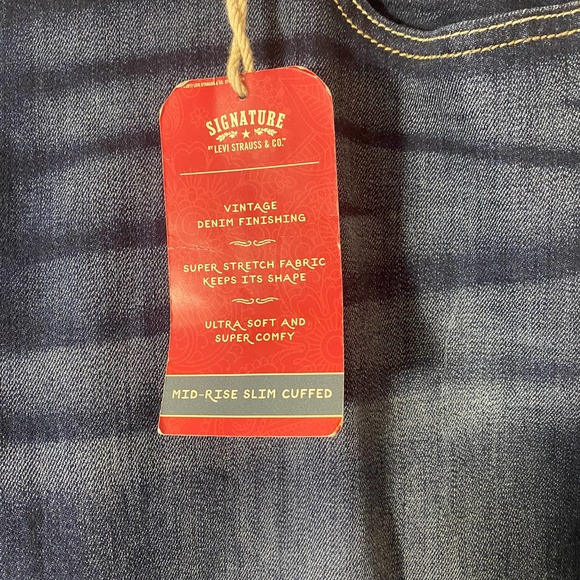 SIGNATURE
BY LEVI STRAUSS & CO.™
VINTAGE
DENIM FINISHING
SUPER STRETCH FABRIC
KEEPS ITS SHAPE
ULTRA SOFT AND
SUPER COMFY
MID-RISE SLIM CUFFED